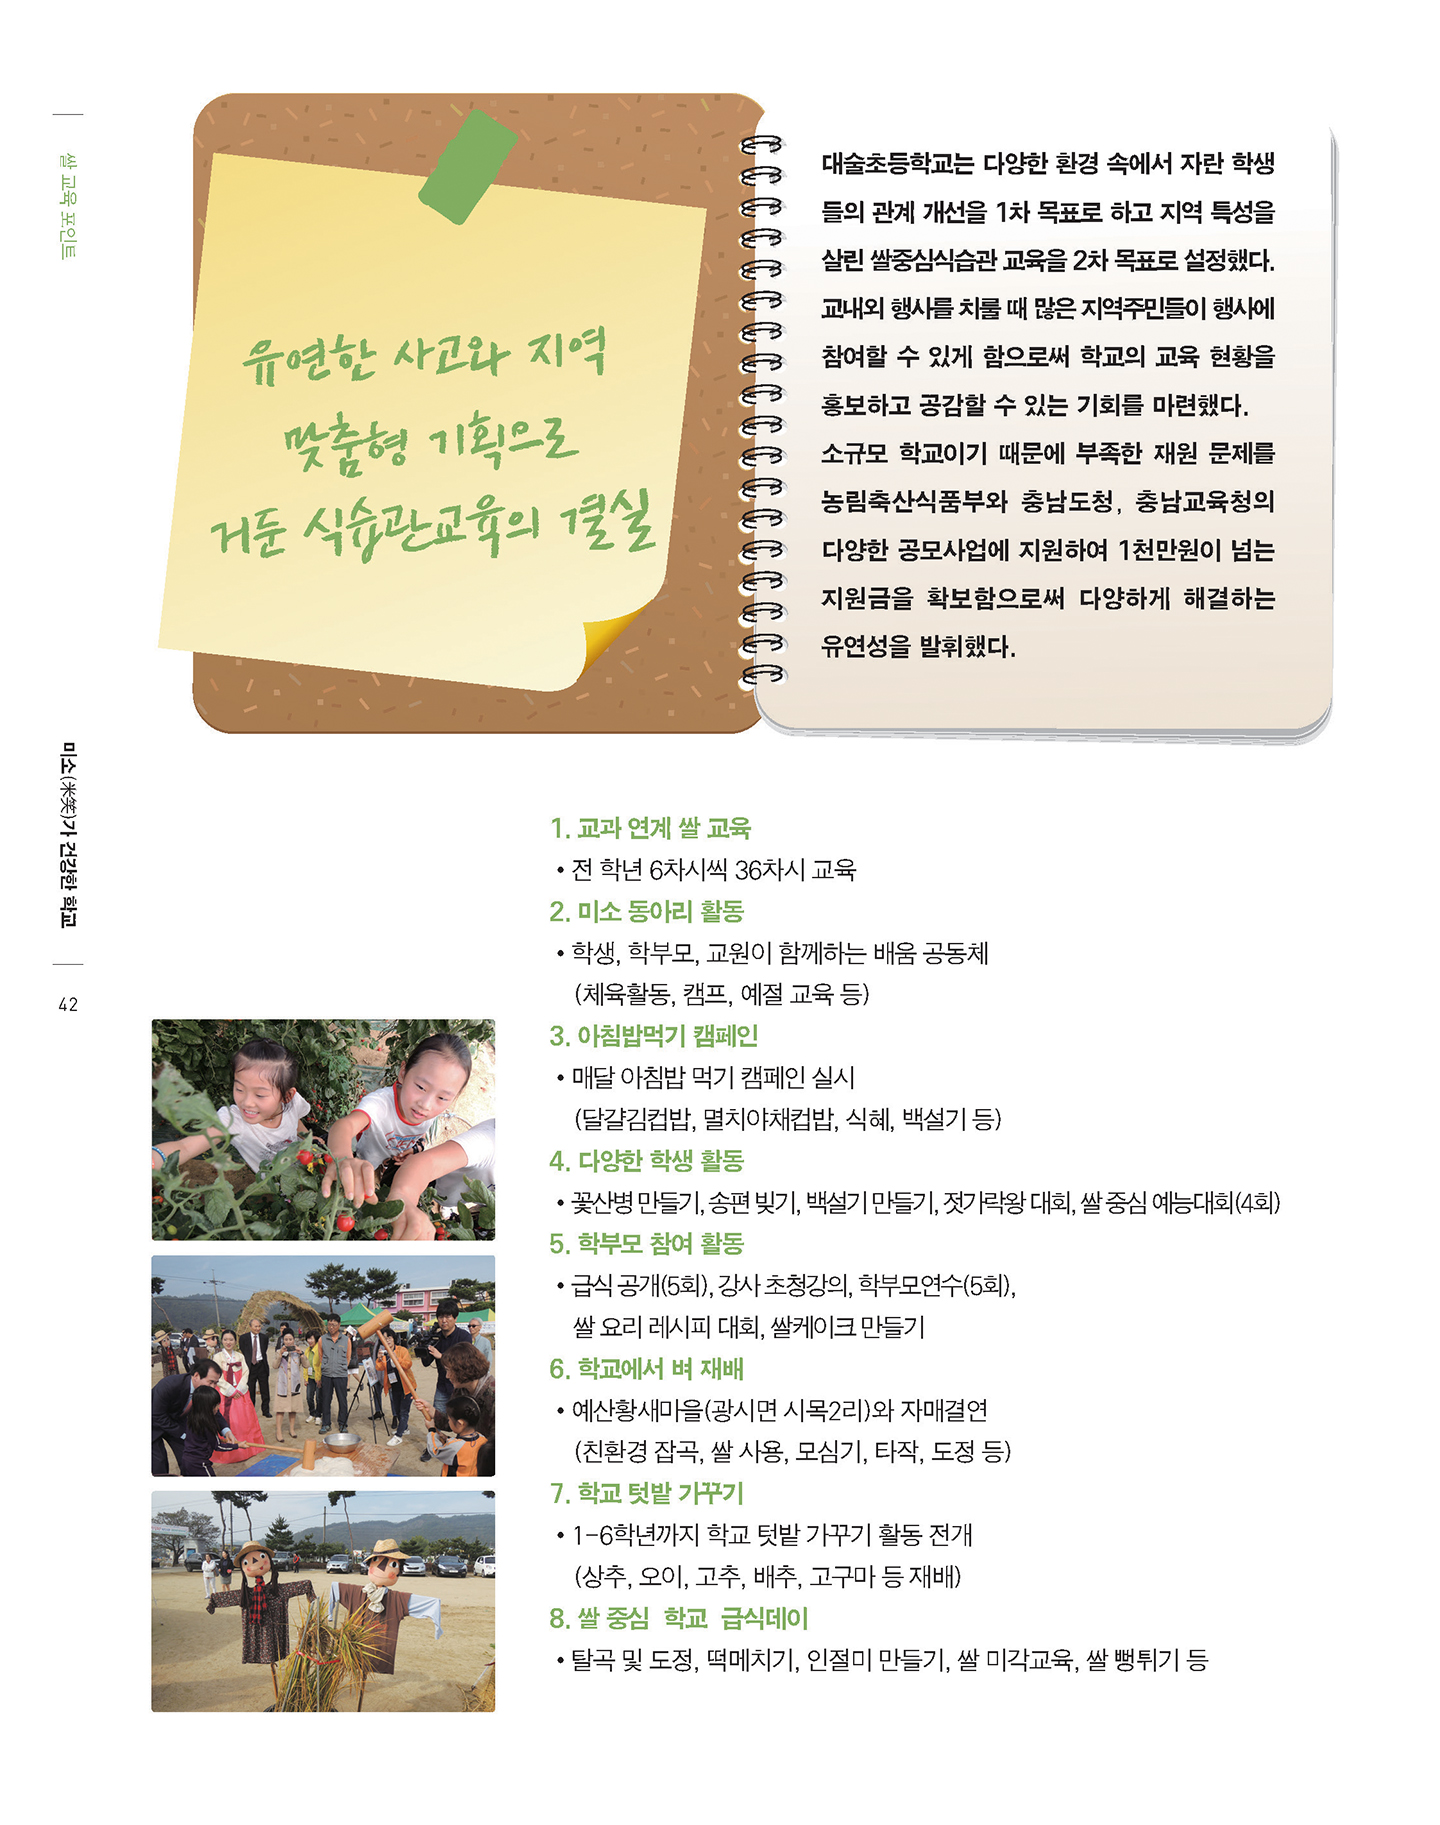 쌀 교육 포인트
미소(米笑)가 건강한 학교
42
유연한 사고와 지역
맞춤형 기획으로
거둔 식습관교육의 결실
대술초등학교는 다양한 환경 속에서 자란 학생
들의 관계 개선을 1차 목표로 하고 지역 특성을
살린 쌀중심식습관 교육을 2차 목표로 설정했다.
교내외 행사를 치룰 때 많은 지역주민들이 행사에
참여할 수 있게 함으로써 학교의 교육 현황을
홍보하고 공감할 수 있는 기회를 마련했다.
소규모 학교이기 때문에 부족한 재원 문제를
농림축산식품부와 충남도청, 충남교육청의
다양한 공모사업에 지원하여 1천만원이 넘는
지원금을 확보함으로써 다양하게 해결하는
유연성을 발휘했다.
1. 교과 연계 쌀 교육
• 전 학년 6차시씩 36차시 교육
2. 미소 동아리 활동
• 학생, 학부모, 교원이 함께하는 배움 공동체
(체육활동, 캠프, 예절 교육 등)
3. 아침밥먹기 캠페인
• 매달 아침밥 먹기 캠페인 실시
(달걀김컵밥, 멸치야채컵밥, 식혜, 백설기 등)
4. 다양한 학생 활동
• 꽃산병 만들기, 송편 빚기, 백설기 만들기, 젓가락왕 대회, 쌀 중심 예능대회(4회)
5. 학부모 참여 활동
• 급식 공개(5회), 강사 초청강의, 학부모연수(5회),
쌀 요리 레시피 대회, 쌀케이크 만들기
6. 학교에서 벼 재배
• 예산황새마을(광시면 시목2리)와 자매결연
(친환경 잡곡, 쌀 사용, 모심기, 타작, 도정 등)
7. 학교 텃밭 가꾸기
• 1-6학년까지 학교 텃밭 가꾸기 활동 전개
(상추, 오이, 고추, 배추, 고구마 등 재배)
8. 쌀 중심 학교 급식데이
• 탈곡 및 도정, 떡메치기, 인절미 만들기, 쌀 미각교육, 쌀 뻥튀기 등